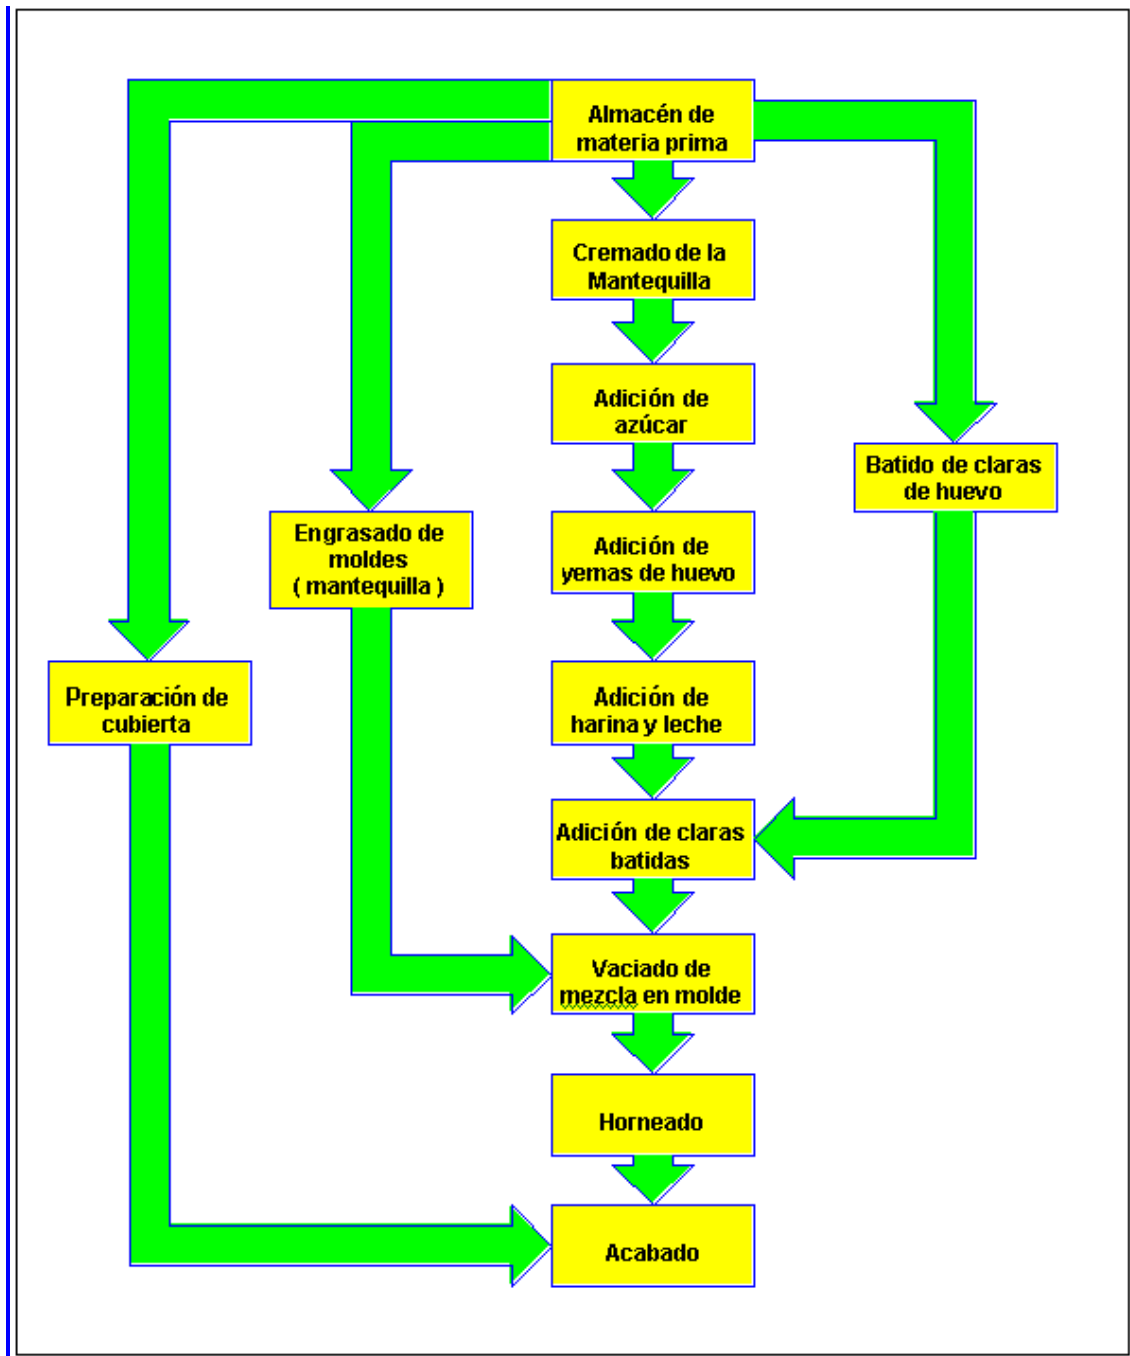 Almacén de
materia prima
Cremado de la
Mantequilla
Adición de
azúcar
Batido de claras
de huevo
Engrasado de
moldes
( mantequilla )
Adición de
yemas de huevo
Preparación de
cubierta
Adición de
harina y leche
Adición de claras
batidas
Vaciado de
mezcla en molde
Horneado
Acabado